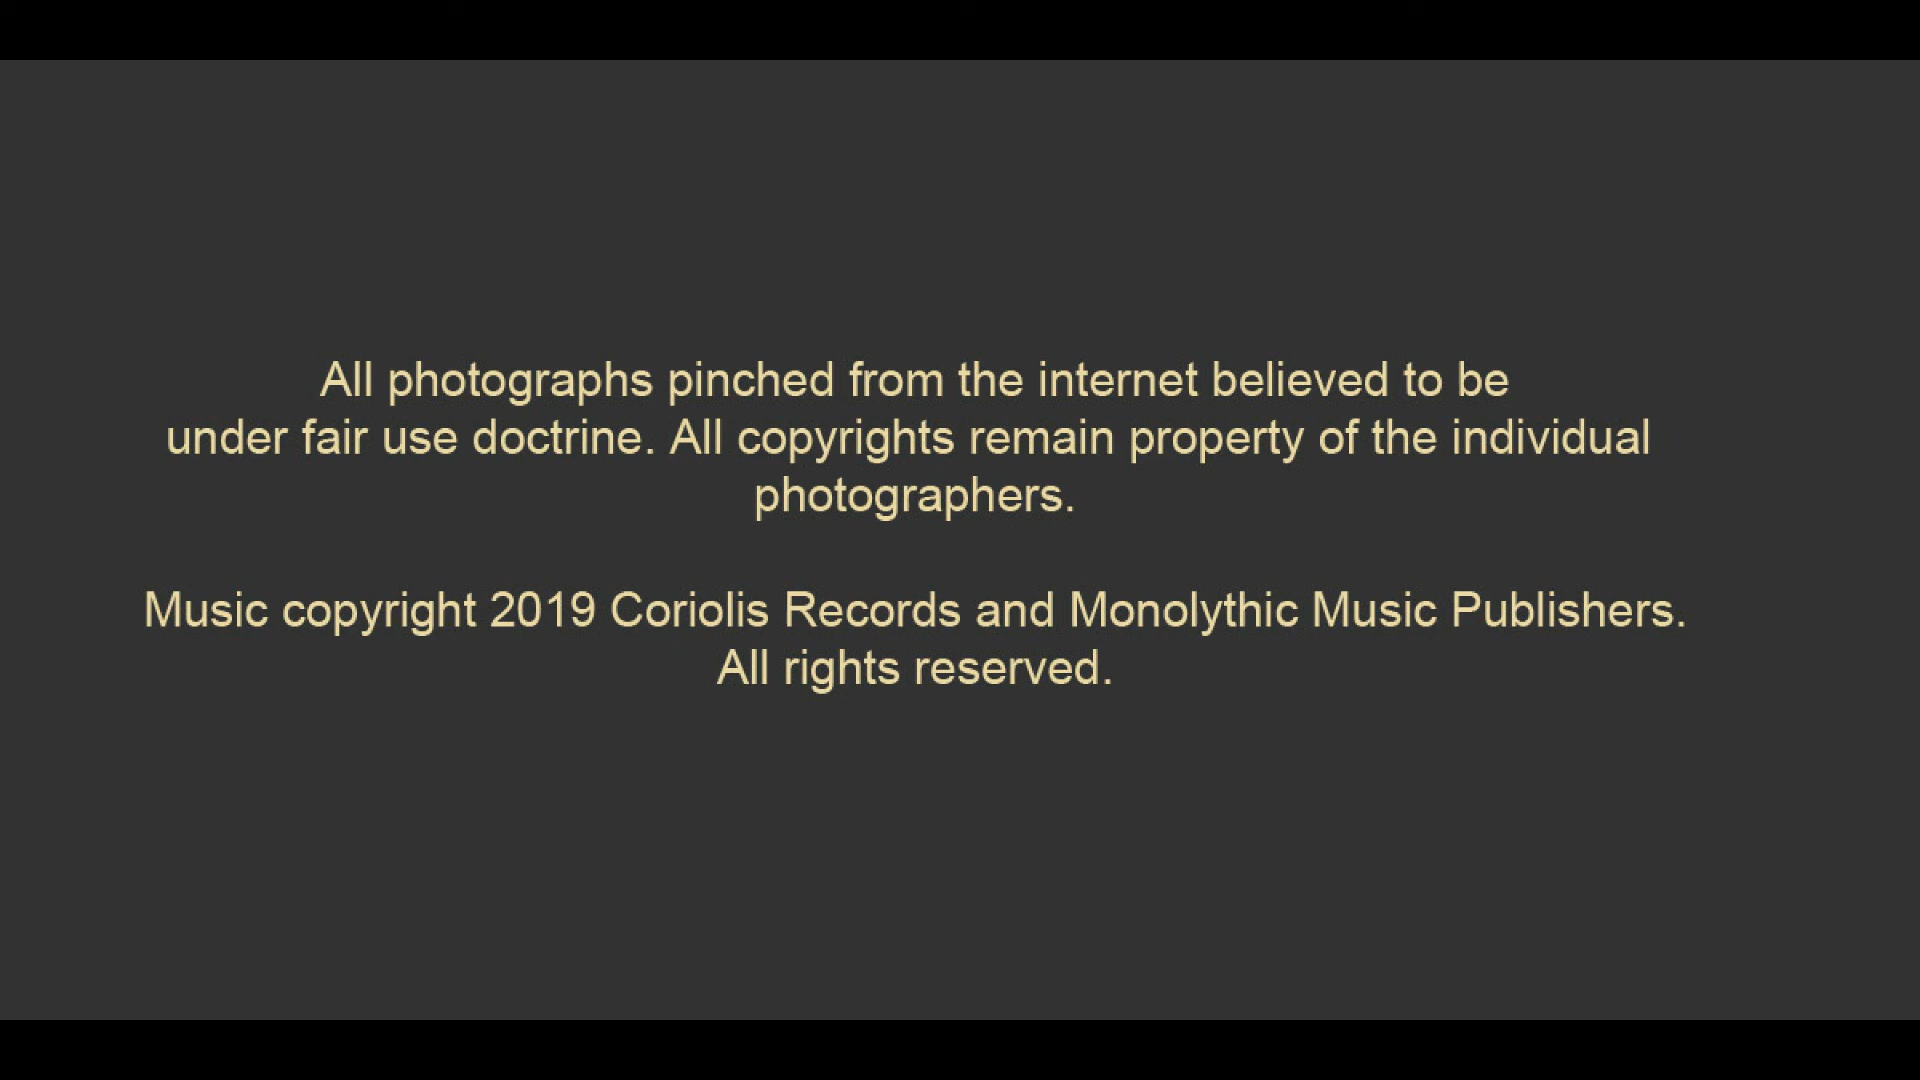 All photographs pinched from the internet believed to be
under fair use doctrine. All copyrights remain property of the individual
photographers.
Music copyright 2019 Coriolis Records and Monolythic Music Publishers.
All rights reserved.